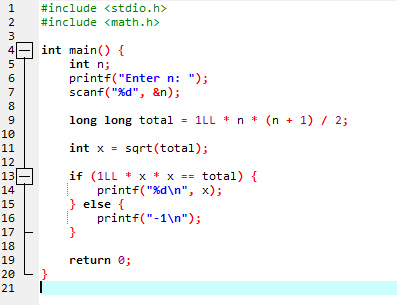 1 #include <stdio.h>
2 #include <math.h>
3
4 int main() {
5 int n;
6 printf("Enter n: ");
7 scanf("%d", &n);
8
9 long long total = 1LL * n * (n + 1) / 2;
10
11 int x = sqrt(total);
12
13 if (1LL * x * x == total) {
14 printf("%d\n", x);
15 } else {
16 printf("-1\n");
17 }
18
19 return 0;
20 }
21